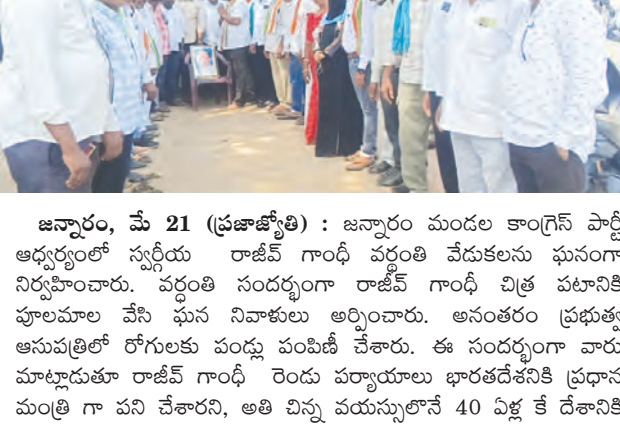 జన్నారం, మే 21 (ప్రజాజ్యోతి) : జన్నారం మండల కాంగ్రెస్ పార్టీ
ఆధ్వర్యంలో స్వర్గీయ రాజీవ్ గాంధీ వర్థంతి వేడుకలను ఘనంగా
నిర్వహించారు. వర్ధంతి సందర్భంగా రాజీవ్ గాంధీ చిత్ర పటానికి
పూలమాల వేసి ఘన నివాళులు అర్పించారు. అనంతరం ప్రభుత్వ
ఆసుపత్రిలో రోగులకు పండ్లు పంపిణీ చేశారు. ఈ సందర్భంగా వారు
మాట్లాడుతూ రాజీవ్ గాంధీ రెండు పర్యాయాలు భారతదేశనికి ప్రధాన
మంత్రి గా పని చేశారని, అతి చిన్న వయస్సులొనే 40 ఏళ్ల కే దేశానికి